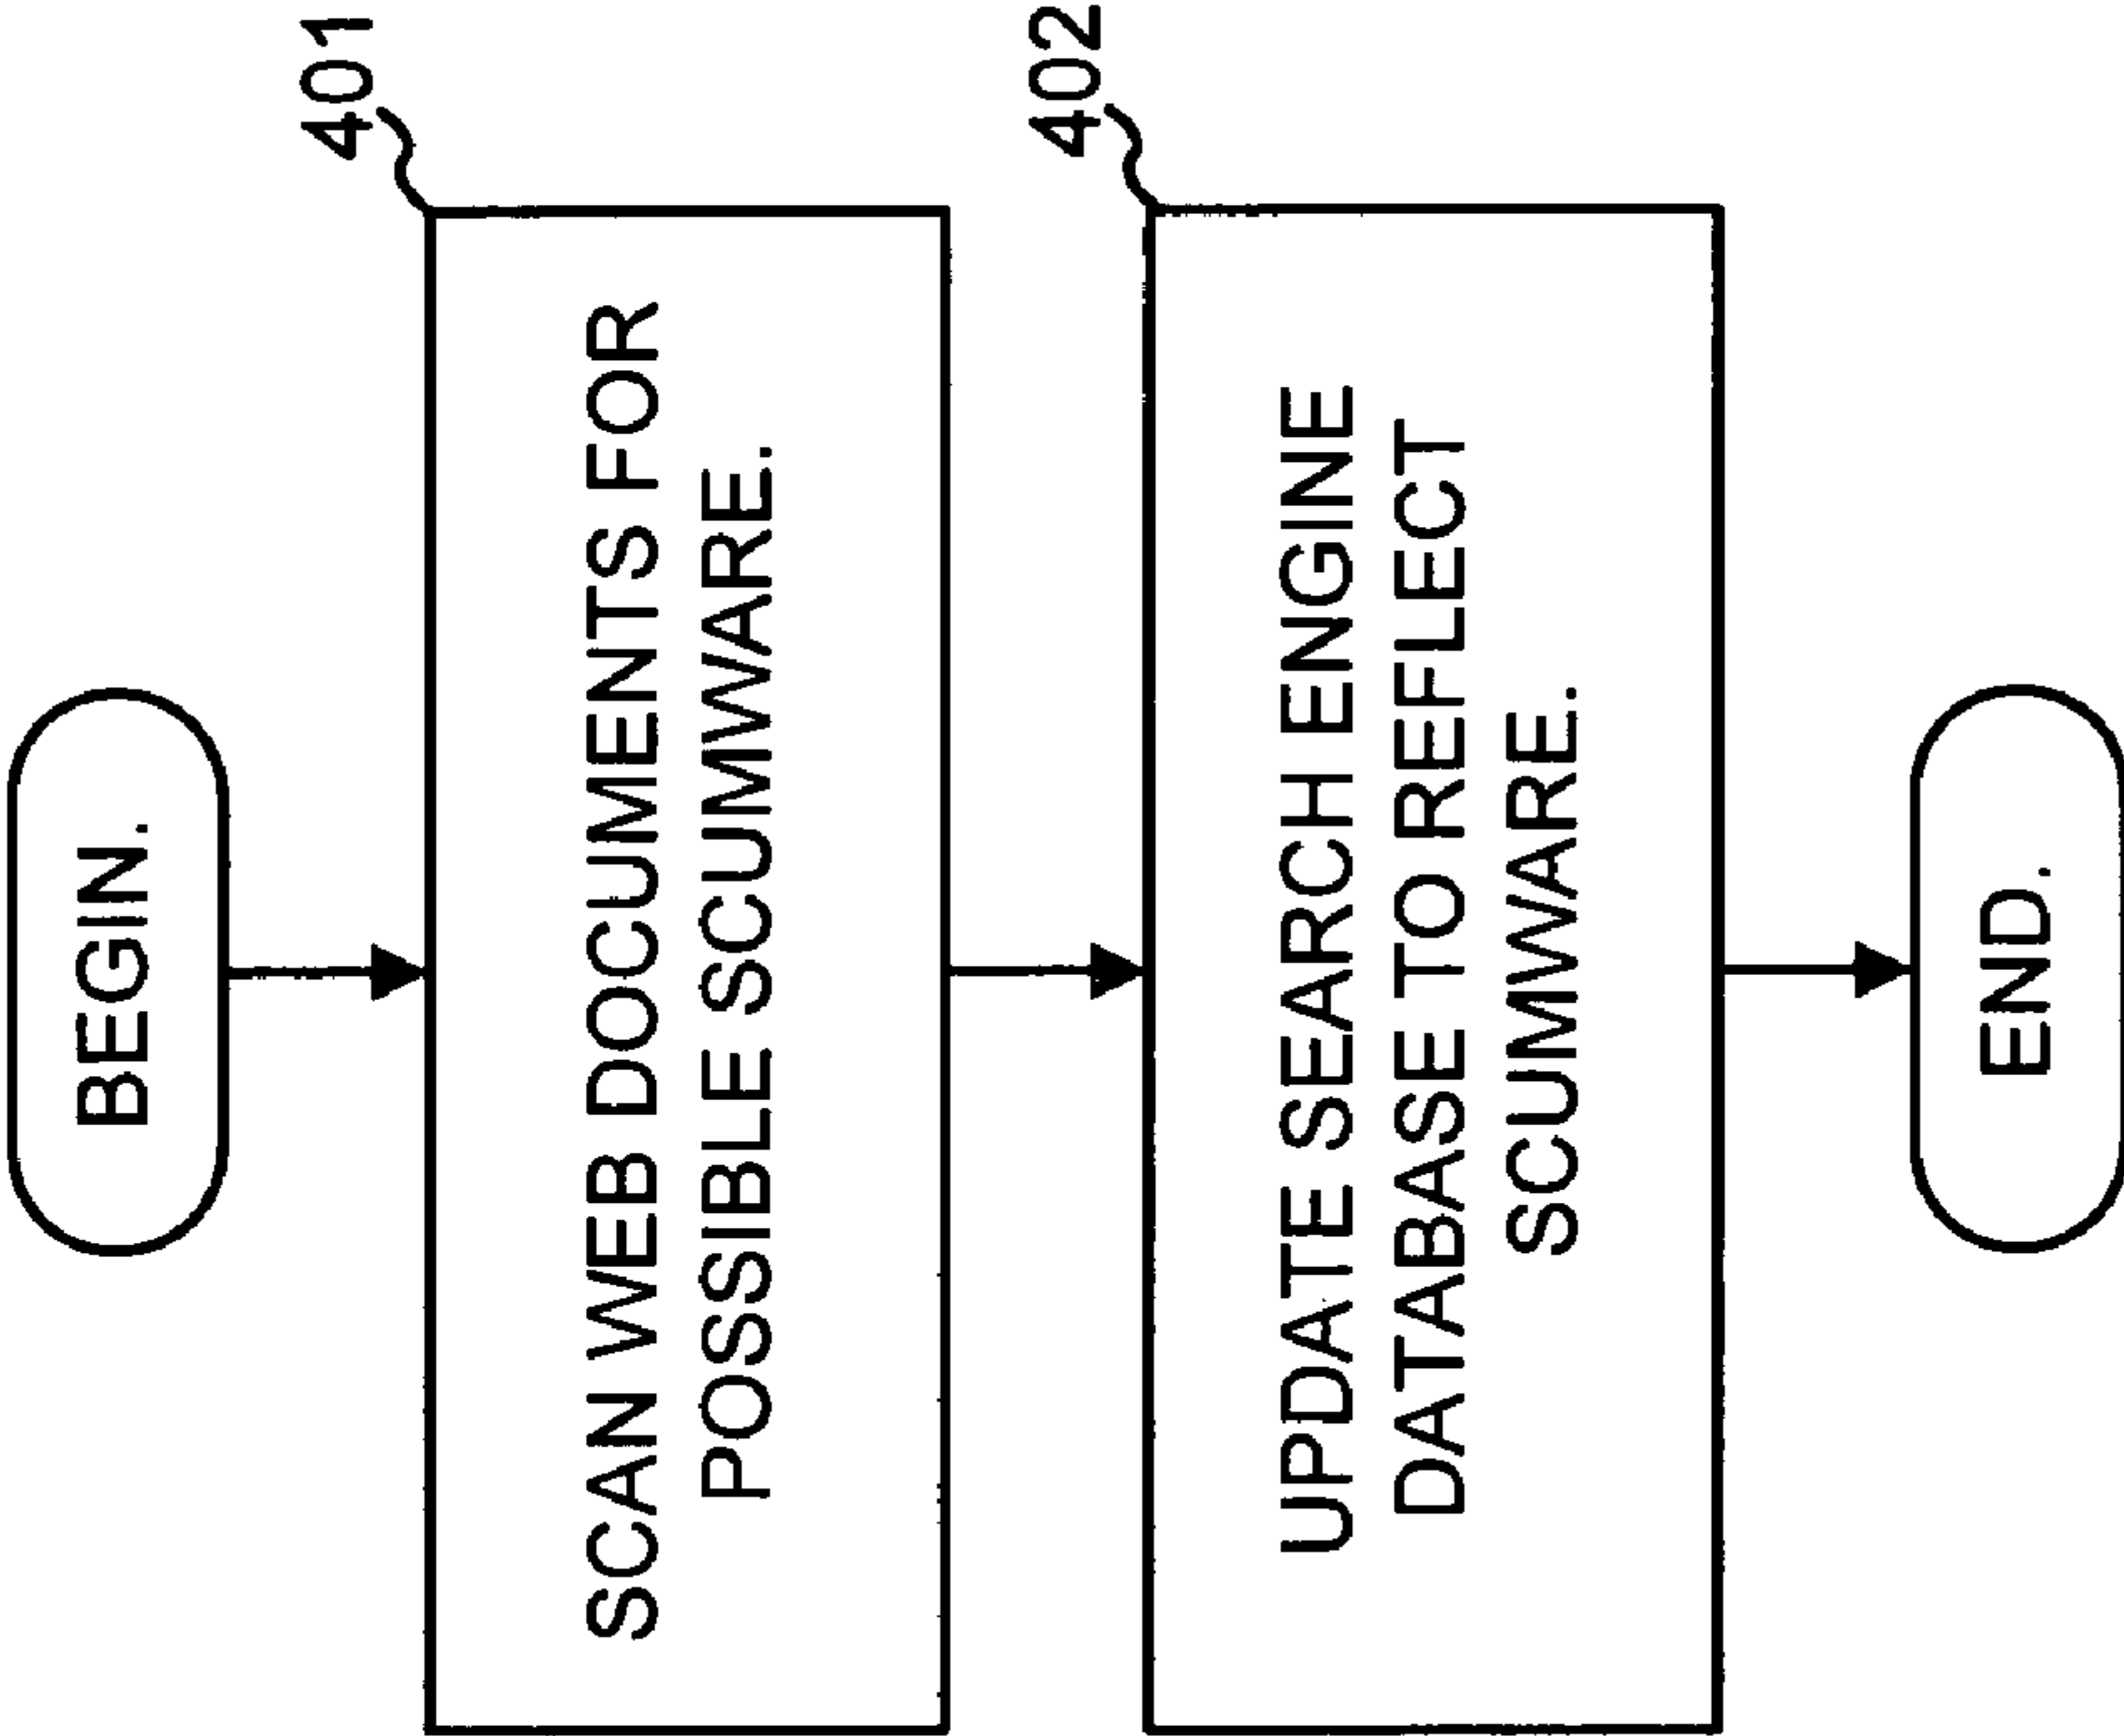 BEGIN.
401
SCAN WEB DOCUMENTS FOR
POSSIBLE SCUMWARE.
402
UPDATE SEARCH ENGINE
DATABASE TO REFLECT
SCUMWARE.
END.